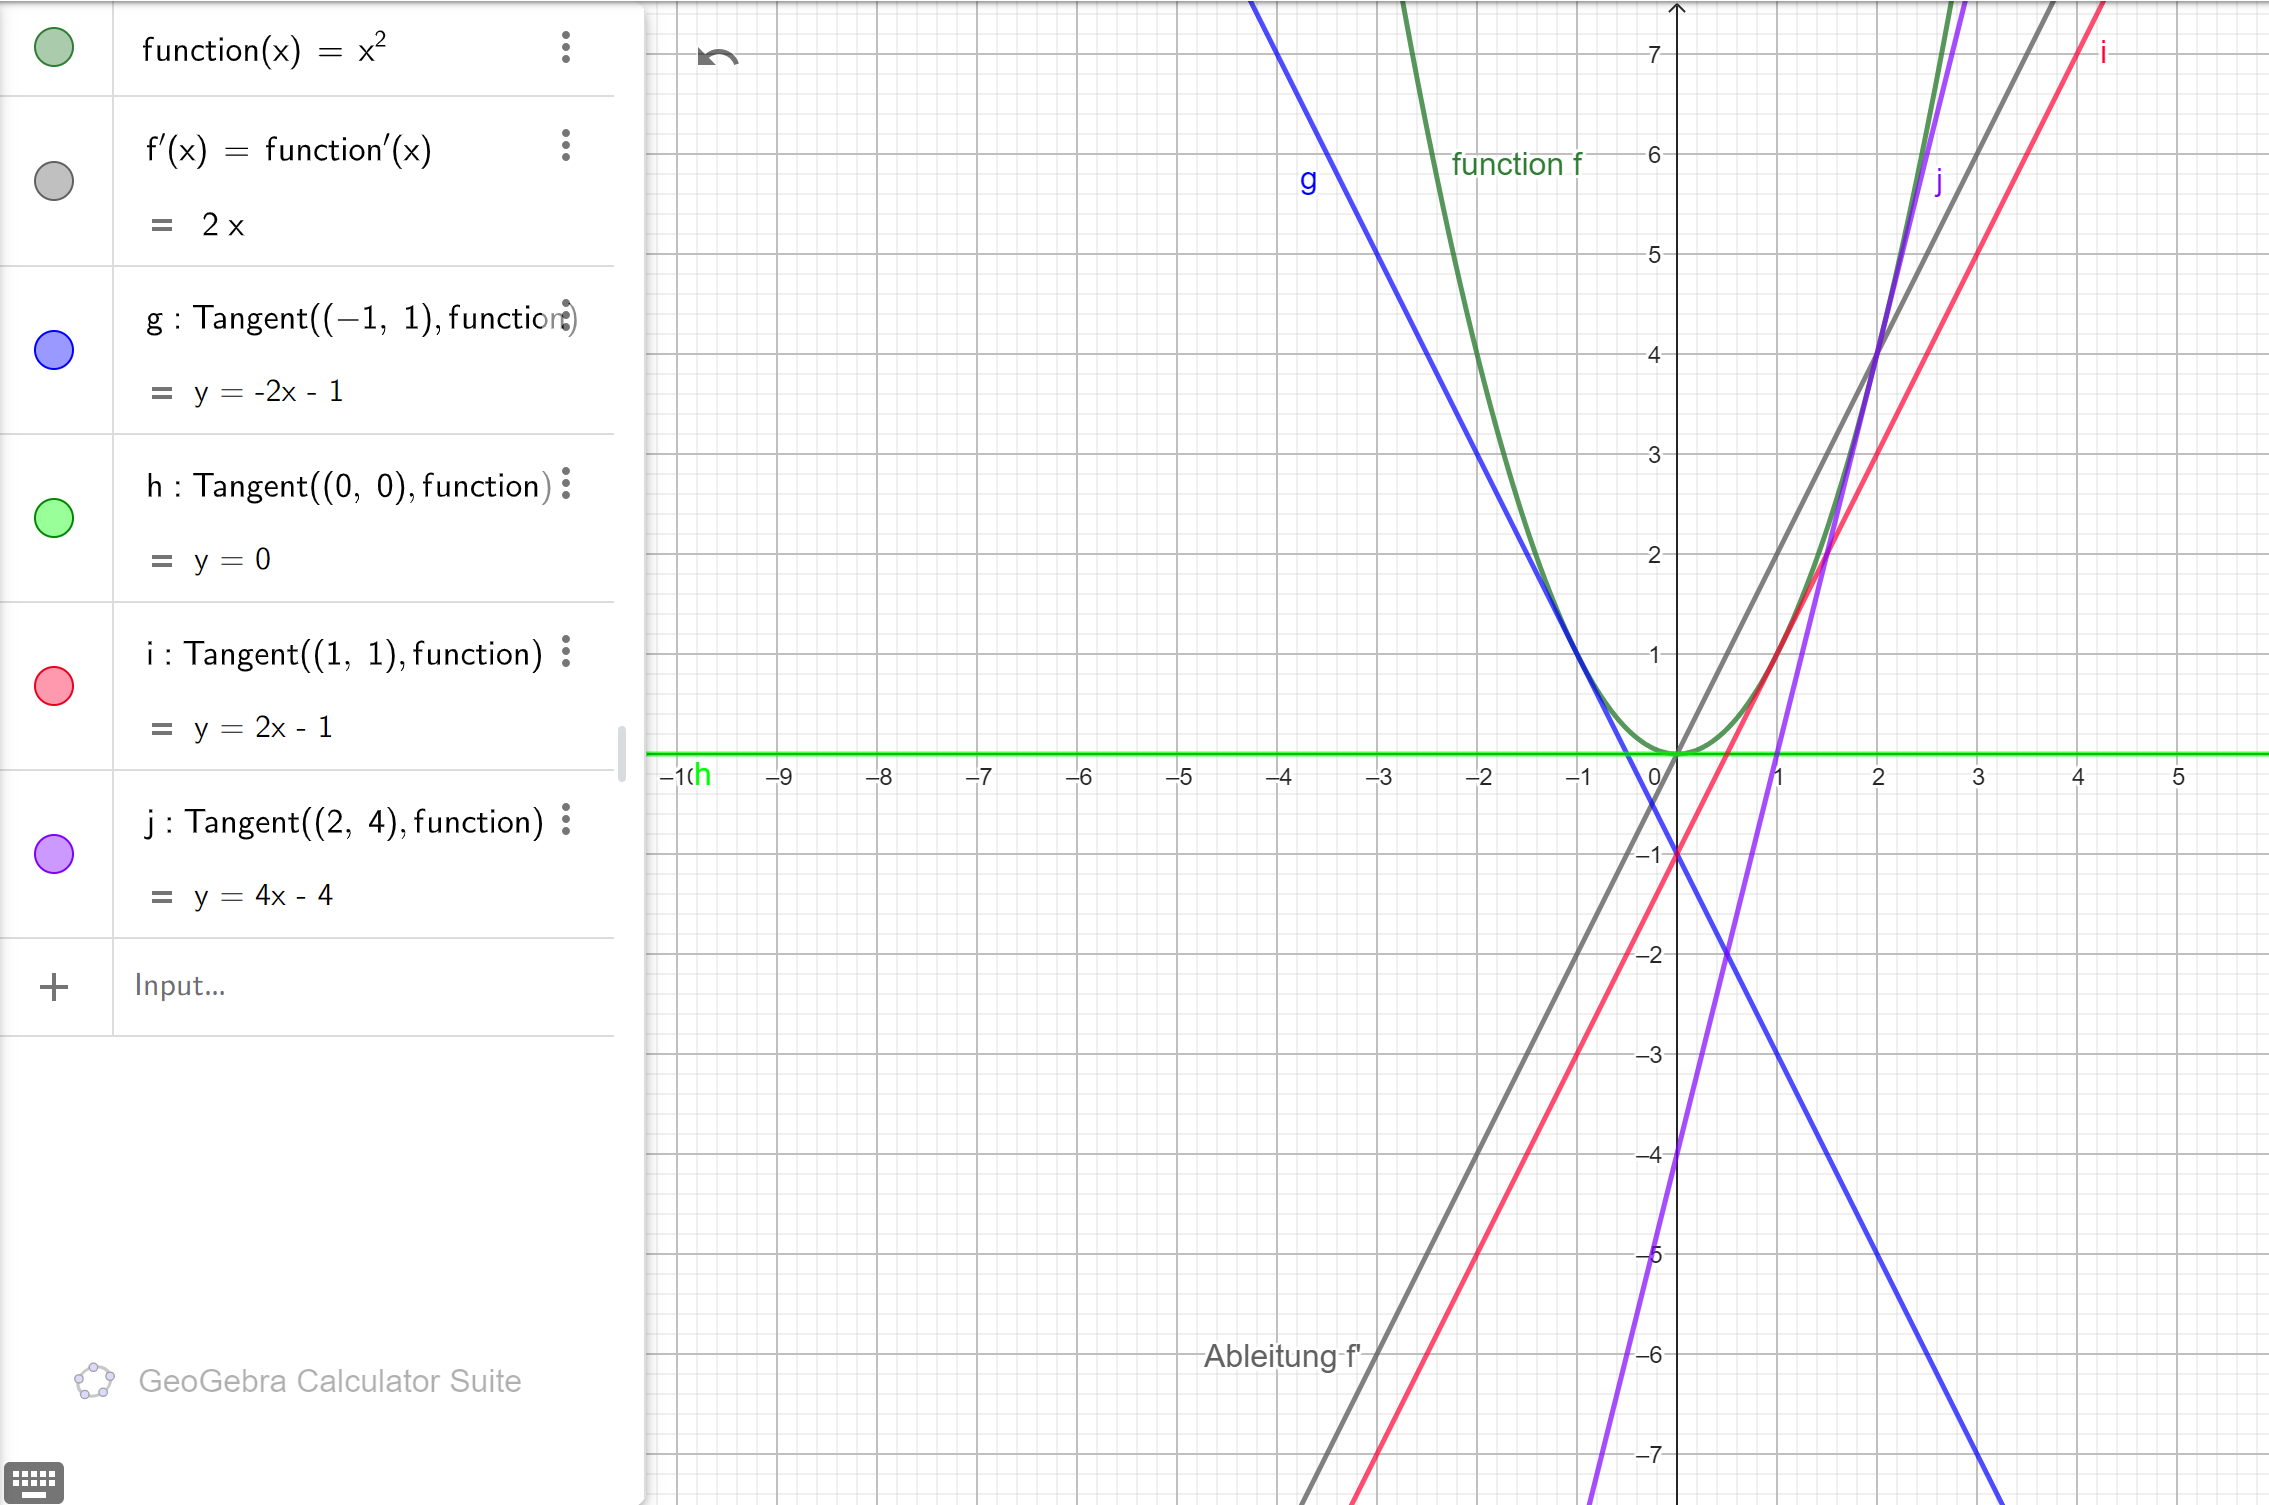 function(x) = x²
f′(x) = function′(x)
= 2 x
g : Tangent((−1, 1), function)
= y = -2x - 1
h : Tangent((0, 0), function)
= y = 0
i : Tangent((1, 1), function)
= y = 2x - 1
j : Tangent((2, 4), function)
= y = 4x - 4
Input...
GeoGebra Calculator Suite
7
i
6
function f
g
j
5
4
3
2
1
–10
h
–9
–8
–7
–6
–5
–4
–3
–2
–1
0
1
2
3
4
5
–1
–2
–3
–4
–5
Ableitung f'
–6
–7